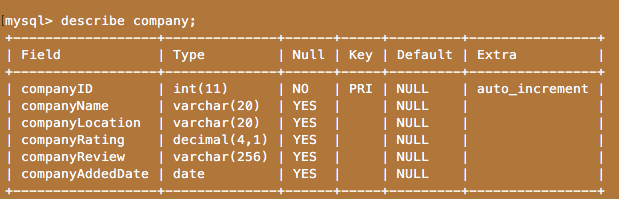 mysql> describe company;
+------------------+--------------+------+-----+---------+----------------+
| Field            | Type         | Null | Key | Default | Extra          |
+------------------+--------------+------+-----+---------+----------------+
| companyID        | int(11)      | NO   | PRI | NULL    | auto_increment |
| companyName      | varchar(20)  | YES  |     | NULL    |                |
| companyLocation  | varchar(20)  | YES  |     | NULL    |                |
| companyRating    | decimal(4,1) | YES  |     | NULL    |                |
| companyReview    | varchar(256) | YES  |     | NULL    |                |
| companyAddedDate | date         | YES  |     | NULL    |                |
+------------------+--------------+------+-----+---------+----------------+